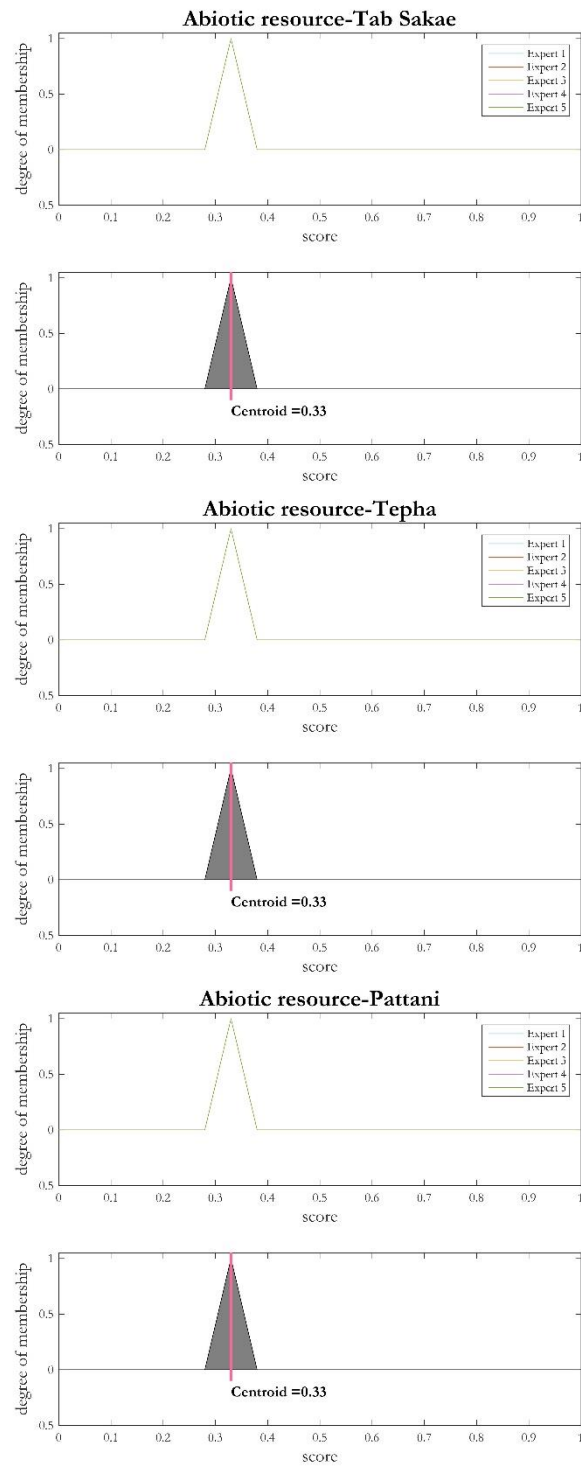 Abiotic resource-Tab Sakae
degree of membership
1
0.5
0
0.5
Expert 1
Expert 2
Expert 3
Expert 4
Expert 5
0 0.1 0.2 0.3 0.4 0.5 0.6 0.7 0.8 0.9 1
score
degree of membership
1
0.5
0
0.5
Centroid =0.33
0 0.1 0.2 0.3 0.4 0.5 0.6 0.7 0.8 0.9 1
score
Abiotic resource-Tepha
degree of membership
1
0.5
0
0.5
Expert 1
Expert 2
Expert 3
Expert 4
Expert 5
0 0.1 0.2 0.3 0.4 0.5 0.6 0.7 0.8 0.9 1
score
degree of membership
1
0.5
0
0.5
Centroid =0.33
0 0.1 0.2 0.3 0.4 0.5 0.6 0.7 0.8 0.9 1
score
Abiotic resource-Pattani
degree of membership
1
0.5
0
0.5
Expert 1
Expert 2
Expert 3
Expert 4
Expert 5
0 0.1 0.2 0.3 0.4 0.5 0.6 0.7 0.8 0.9 1
score
degree of membership
1
0.5
0
0.5
Centroid =0.33
0 0.1 0.2 0.3 0.4 0.5 0.6 0.7 0.8 0.9 1
score